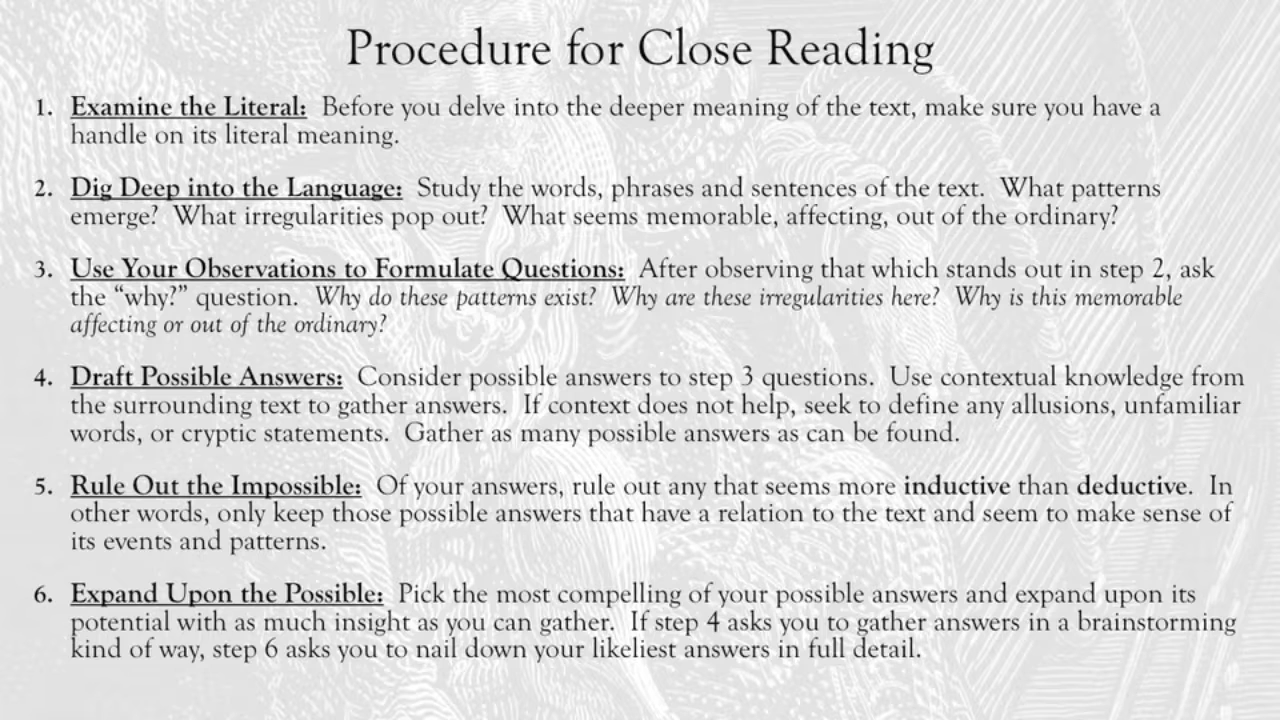 Procedure for Close Reading
1. Examine the Literal: Before you delve into the deeper meaning of the text, make sure you have a
handle on its literal meaning.
2. Dig Deep into the Language: Study the words, phrases and sentences of the text. What patterns
emerge? What irregularities pop out? What seems memorable, affecting, out of the ordinary?
3. Use Your Observations to Formulate Questions: After observing that which stands out in step 2, ask
the “why?” question. Why do these patterns exist? Why are these irregularities here? Why is this memorable
affecting or out of the ordinary?
4. Draft Possible Answers: Consider possible answers to step 3 questions. Use contextual knowledge from
the surrounding text to gather answers. If context does not help, seek to define any allusions, unfamiliar
words, or cryptic statements. Gather as many possible answers as can be found.
5. Rule Out the Impossible: Of your answers, rule out any that seems more inductive than deductive. In
other words, only keep those possible answers that have a relation to the text and seem to make sense of
its events and patterns.
6. Expand Upon the Possible: Pick the most compelling of your possible answers and expand upon its
potential with as much insight as you can gather. If step 4 asks you to gather answers in a brainstorming
kind of way, step 6 asks you to nail down your likeliest answers in full detail.